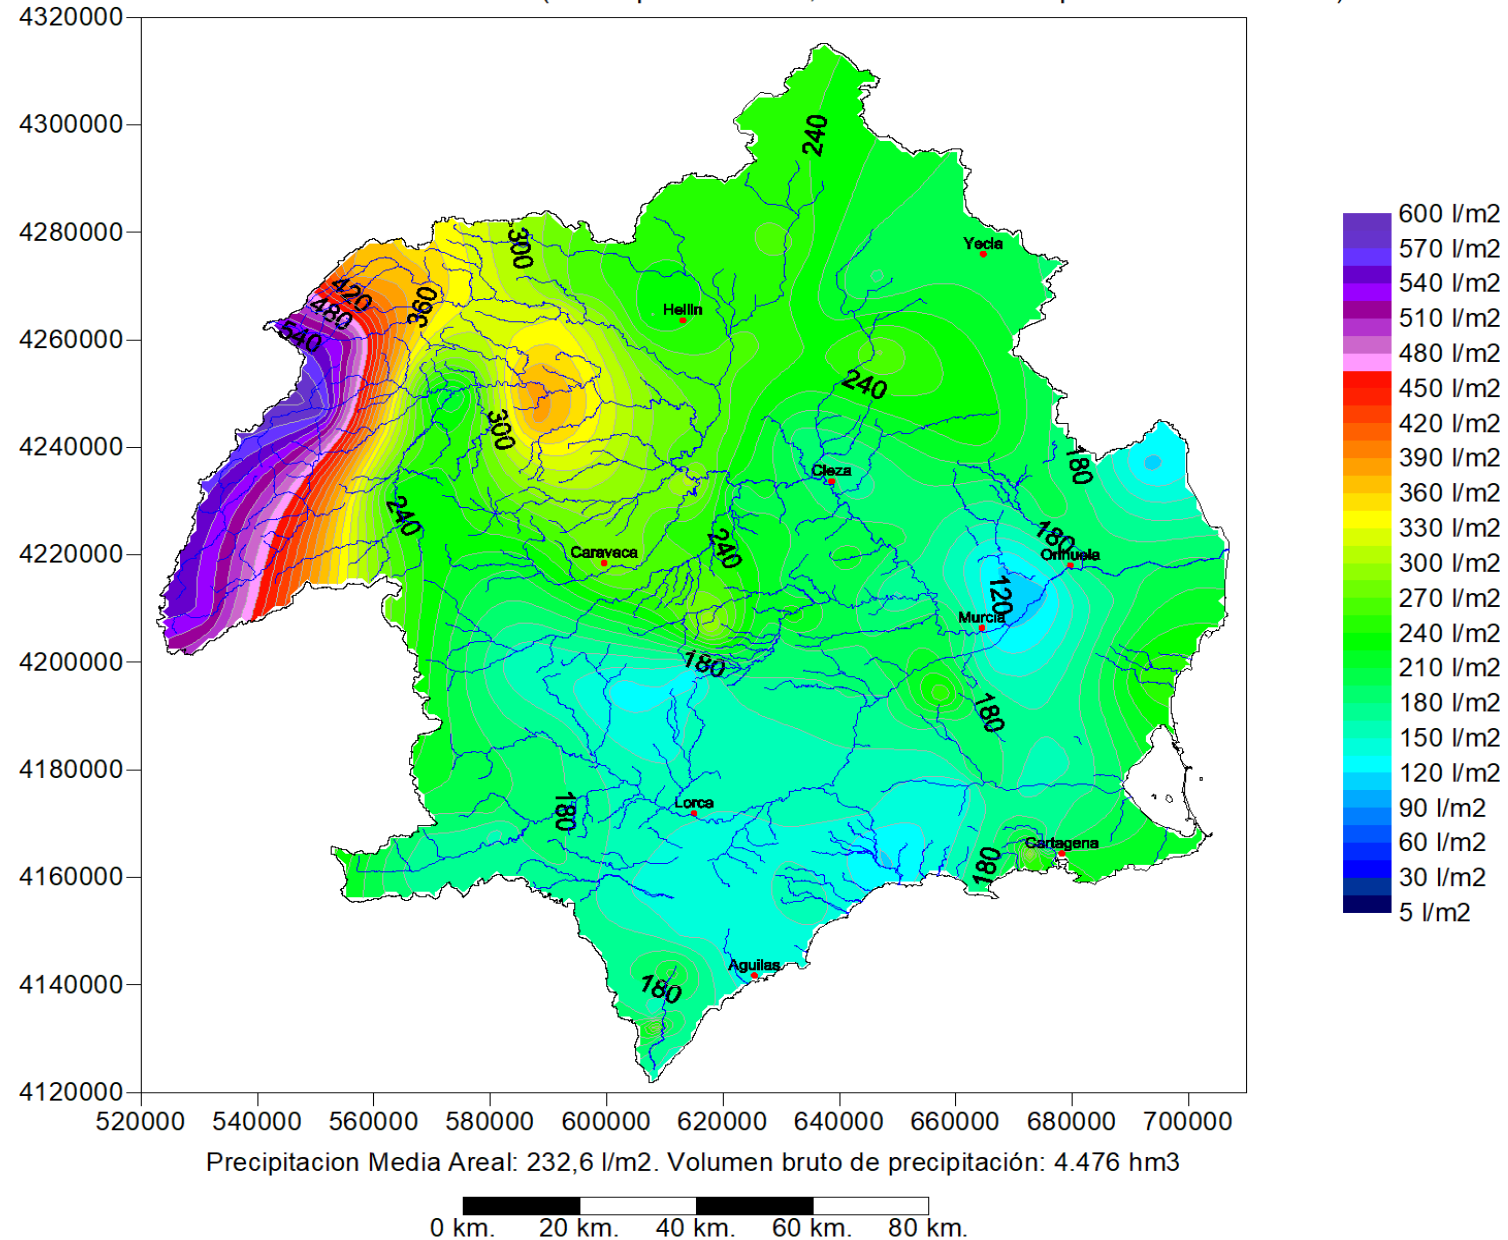 4320000
4300000
4280000
4260000
4240000
4220000
4200000
4180000
4160000
4140000
4120000
520000 540000 560000 580000 600000 620000 640000 660000 680000 700000
240
300
Yecla
420
480
540
360
Hellin
240
300
Cieza
180
240
240
180
Caravaca
Orihuela
120
Murcia
180
180
Lorca
180
Cartagena
180
Aguilas
180
600 l/m2
570 l/m2
540 l/m2
510 l/m2
480 l/m2
450 l/m2
420 l/m2
390 l/m2
360 l/m2
330 l/m2
300 l/m2
270 l/m2
240 l/m2
210 l/m2
180 l/m2
150 l/m2
120 l/m2
90 l/m2
60 l/m2
30 l/m2
5 l/m2
Precipitacion Media Areal: 232,6 l/m2. Volumen bruto de precipitación: 4.476 hm3
0 km. 20 km. 40 km. 60 km. 80 km.